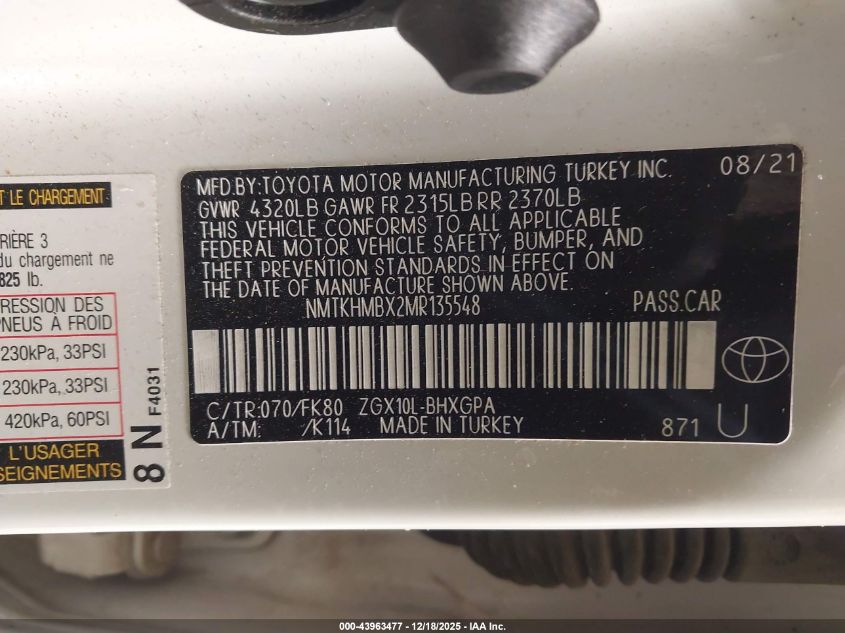 T LE CHARGEMENT
RIÈRE 3
du chargement ne
825 lb.
RESSION DES
PNEUS À FROID
230kPa, 33PSI
230kPa, 33PSI
420kPa, 60PSI
L'USAGER
SEIGNEMENTS
8 N F4031
MFD.BY:TOYOTA MOTOR MANUFACTURING TURKEY INC. 08/21
GVWR 4320LB GAWR FR 2315LB RR 2370LB
THIS VEHICLE CONFORMS TO ALL APPLICABLE
FEDERAL MOTOR VEHICLE SAFETY, BUMPER, AND
THEFT PREVENTION STANDARDS IN EFFECT ON
THE DATE OF MANUFACTURE SHOWN ABOVE.
NMTKHMBX2MR135548 PASS.CAR
C/TR:070/FK80 ZGX10L-BHXGPA
A/TM: /K114 MADE IN TURKEY 871 U
000-43963477 - 12/18/2025 - IAA Inc.